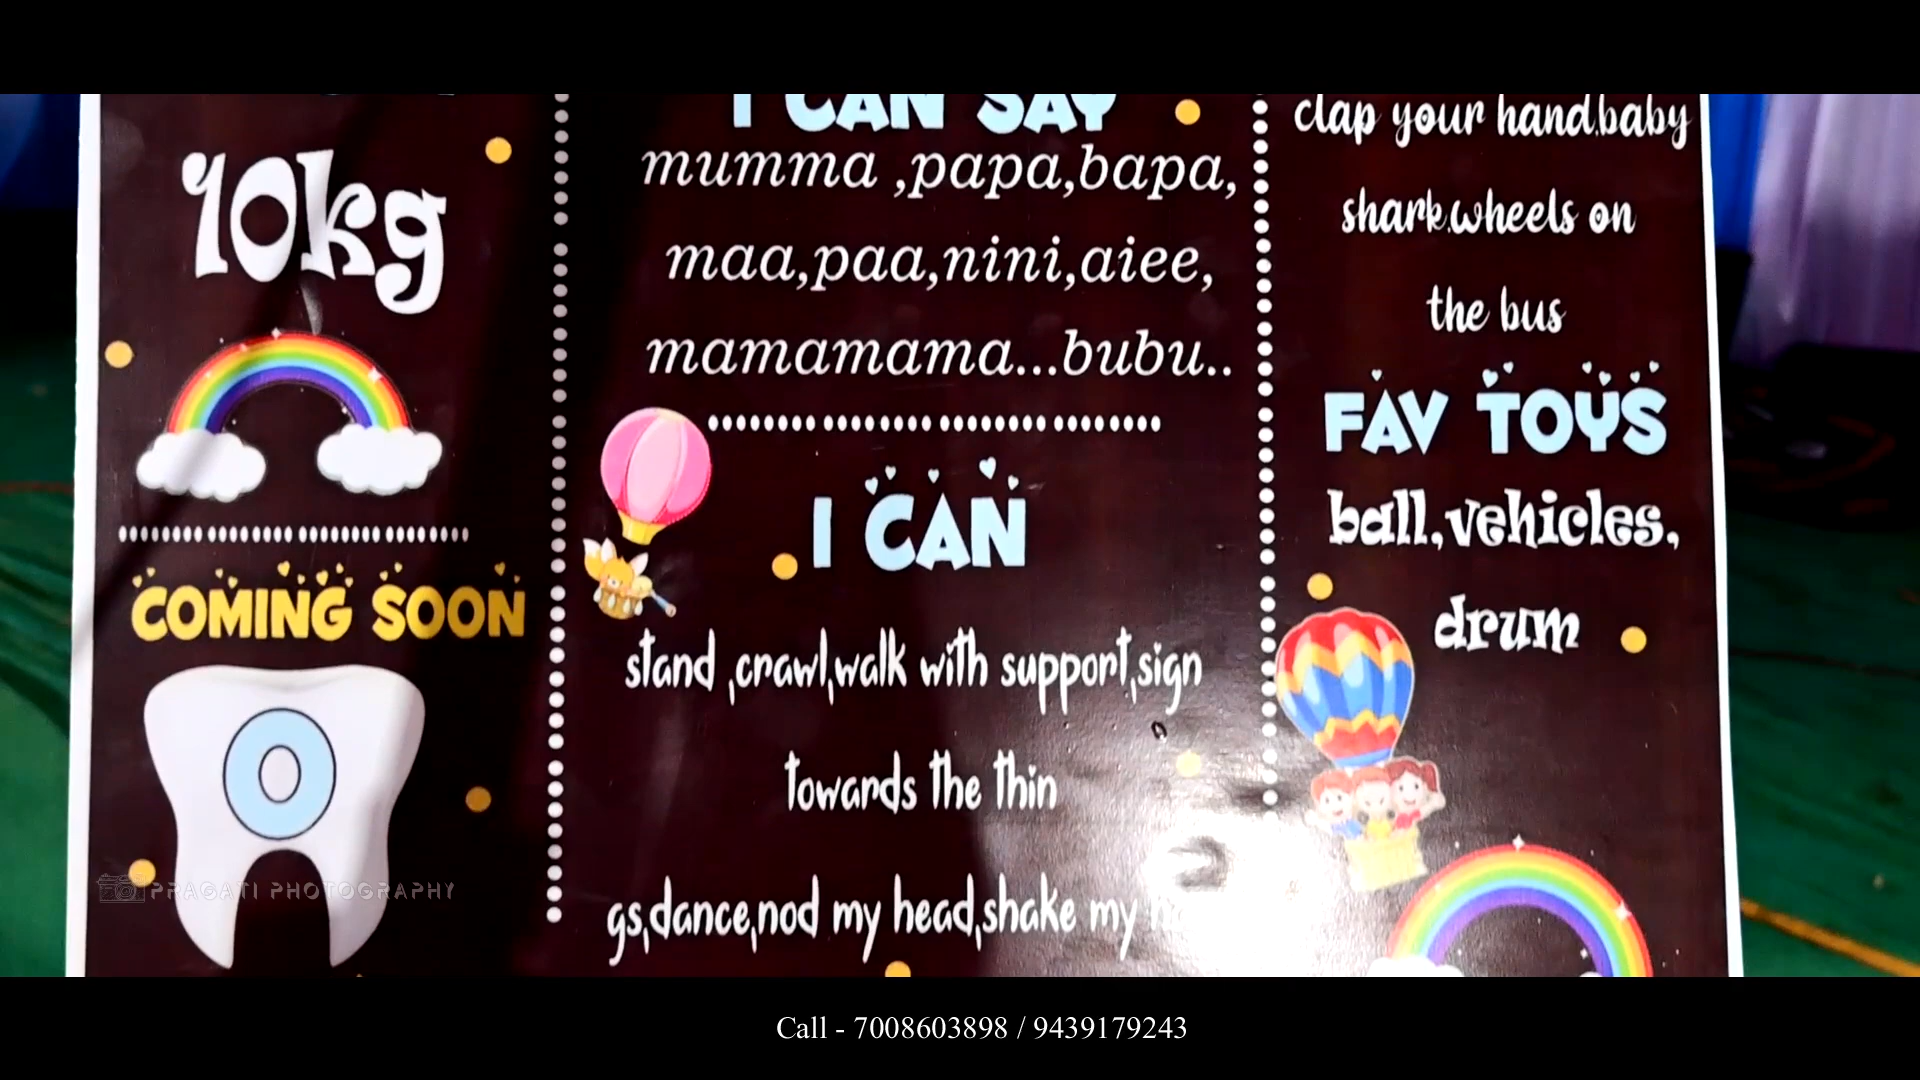 10kg
COMING SOON
O
I CAN SAY
mumma ,papa,bapa,
maa,paa,nini,aiee,
mamamama...bubu..
I CAN
stand ,crawl,walk with support,sign
towards the thin
gs,dance,nod my head,shake my
clap your hand.baby
shark.wheels on
the bus
FAV TOYS
ball,vehicles,
drum
PRAGATI PHOTOGRAPHY
Call - 7008603898 / 9439179243